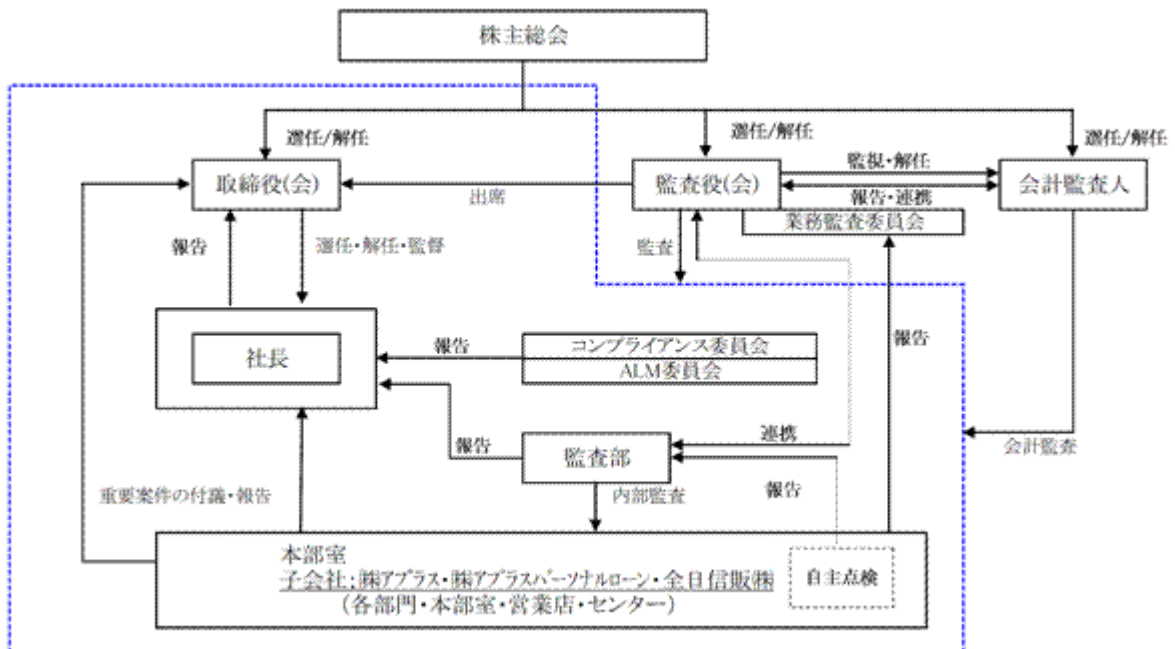 株主総会
選任/解任
選任/解任
選任/解任
取締役(会)
出席
監査役(会)
監視・解任
報告・連携
会計監査人
業務監査委員会
報告
選任・解任・監督
監査
社長
報告
コンプライアンス委員会
ALM委員会
報告
報告
監査部
連携
会計監査
重要案件の付議・報告
内部監査
報告
本部室
子会社:㈱アプラス・㈱アプラスパーソナルローン・全日信販㈱
(各部門・本部室・営業店・センター)
自主点検